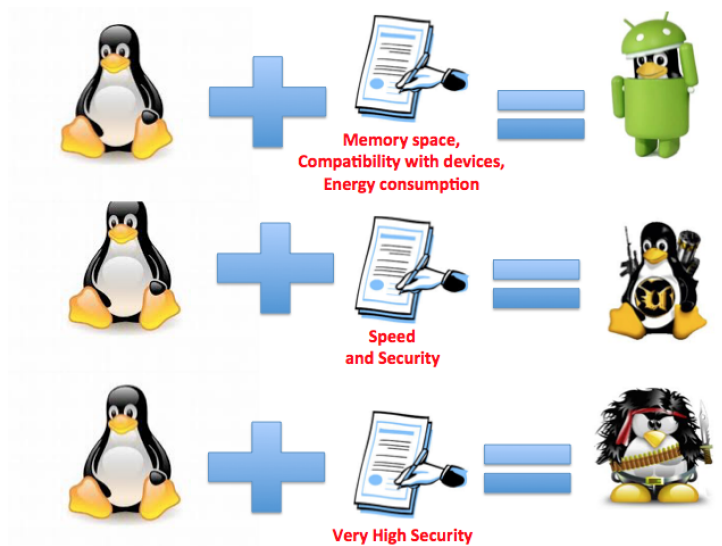 Memory space,
Compatibility with devices,
Energy consumption
Speed
and Security
Very High Security